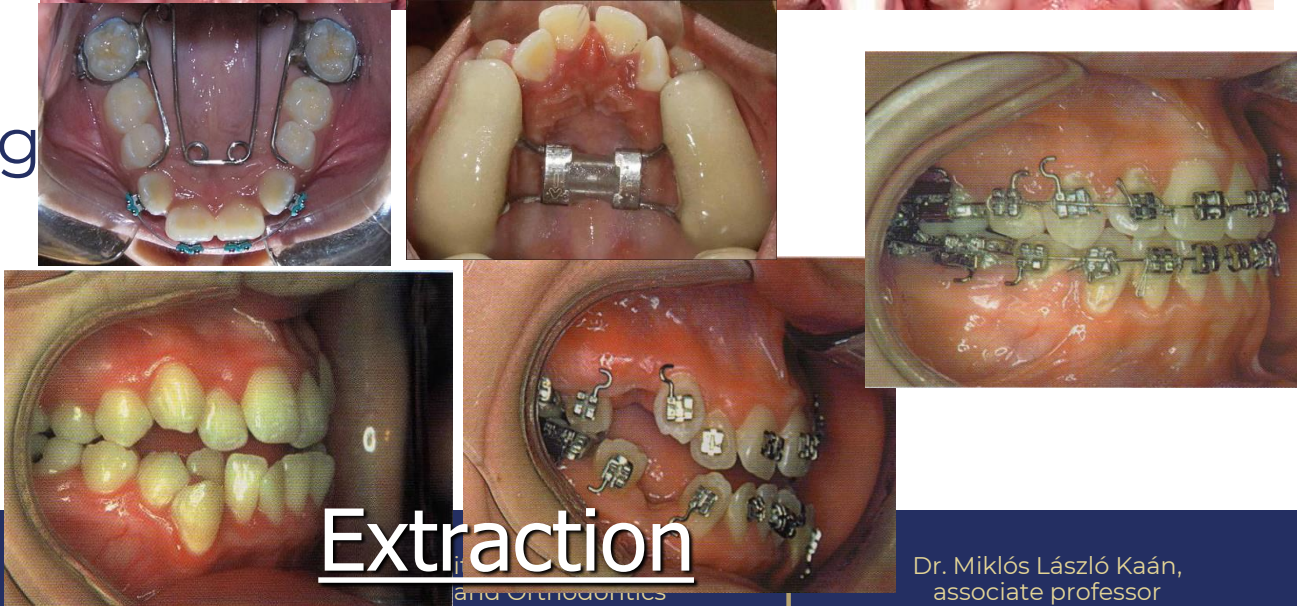 g
Extraction
and Orthodontics
Dr. Miklós László Kaán,
associate professor